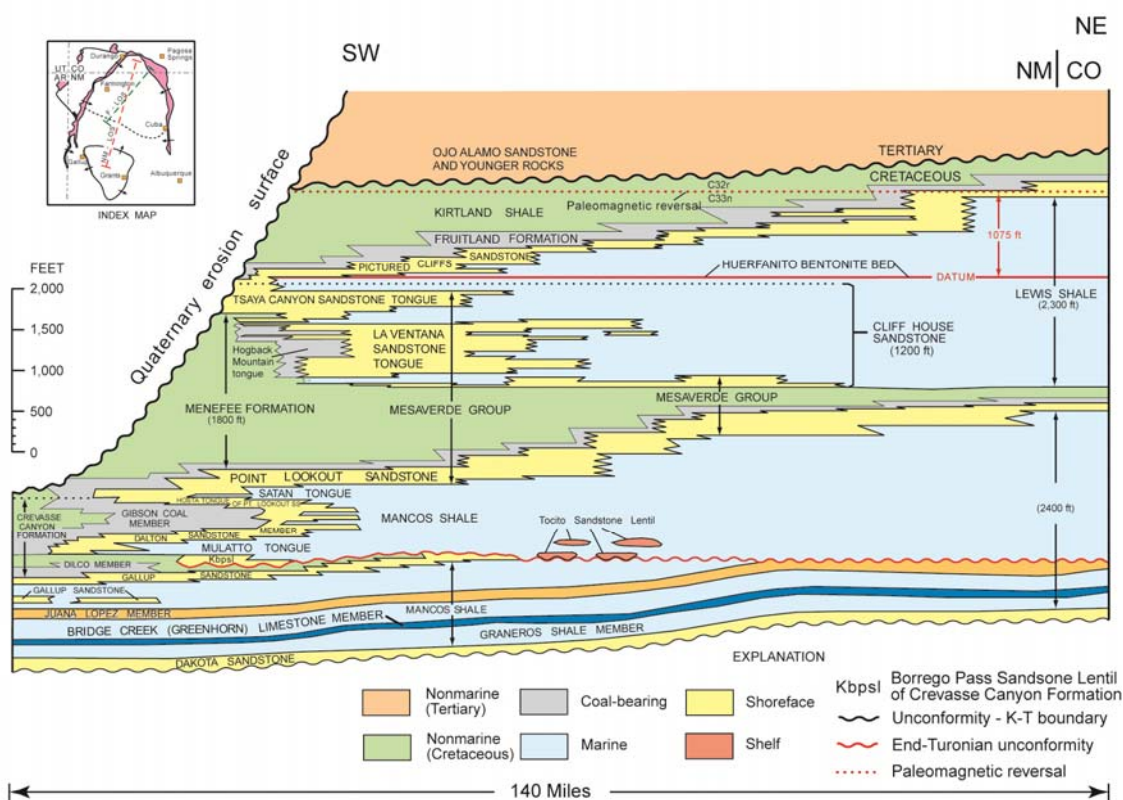 NE
SW
NM CO
Durango
Pagosa
Springs
UT CO
AR NM
Farmington
Cuba
Gallup
Grants
Albuquerque
INDEX MAP
Quaternary erosion surface
OJO ALAMO SANDSTONE
AND YOUNGER ROCKS
TERTIARY
CRETACEOUS
C32r
Paleomagnetic reversal
C33n
KIRTLAND SHALE
FRUITLAND FORMATION
1075 ft
PICTURED CLIFFS SANDSTONE
HUERFANITO BENTONITE BED
DATUM
FEET
2,000
1,500
1,000
500
0
TSAYA CANYON SANDSTONE TONGUE
LEWIS SHALE
(2,300 ft)
LA VENTANA
SANDSTONE
TONGUE
CLIFF HOUSE
SANDSTONE
(1200 ft)
Hogback
Mountain
tongue
MENEFEE FORMATION
(1800 ft)
MESAVERDE GROUP
MESAVERDE GROUP
POINT LOOKOUT SANDSTONE
SATAN TONGUE
HOSTA TONGUE OF PT. LOOKOUT SS
CREVASSE
CANYON
FORMATION
GIBSON COAL
MEMBER
MANCOS SHALE
(2400 ft)
DALTON SANDSTONE MEMBER
Tocito Sandstone Lentil
MULATTO TONGUE
Kbpsl
DILCO MEMBER
GALLUP SANDSTONE
GALLUP SANDSTONE
JUANA LOPEZ MEMBER
MANCOS SHALE
BRIDGE CREEK (GREENHORN) LIMESTONE MEMBER
GRANEROS SHALE MEMBER
DAKOTA SANDSTONE
EXPLANATION
Nonmarine
(Tertiary)
Coal-bearing
Shoreface
Nonmarine
(Cretaceous)
Marine
Shelf
Kbpsl
Borrego Pass Sandsone Lentil
of Crevasse Canyon Formation
Unconformity - K-T boundary
End-Turonian unconformity
Paleomagnetic reversal
140 Miles